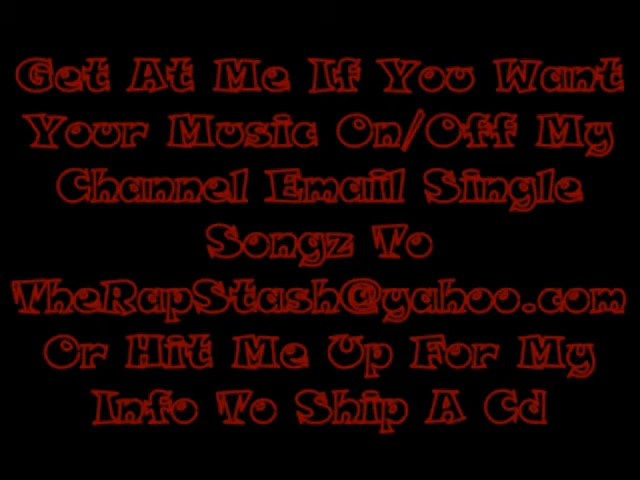 Get At Me If You Want
Your Music On/Off My
Channel Email Single
Songz To
TheRapStash@yahoo.com
Or Hit Me Up For My
Info To Ship A Cd